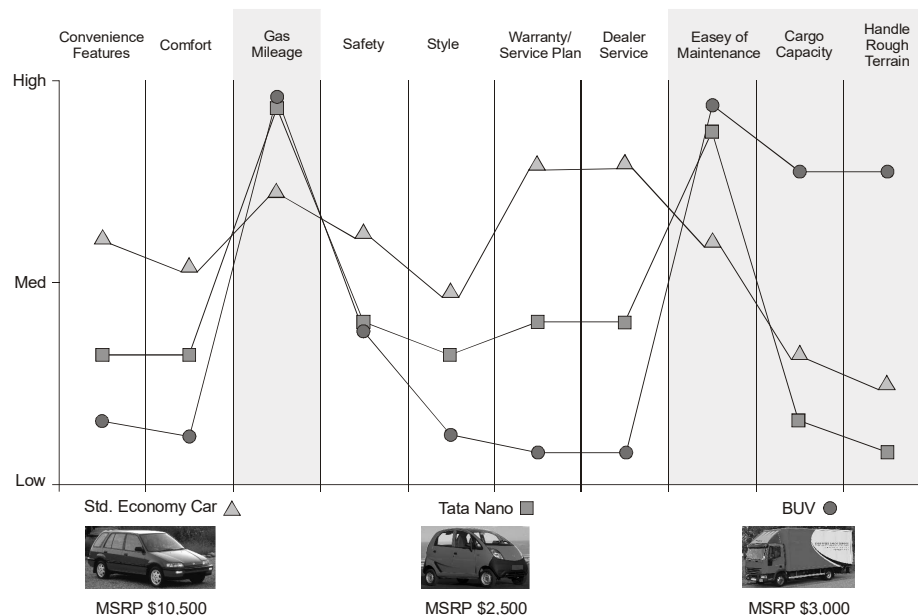 Convenience
Features
Comfort
Gas
Mileage
Safety
Style
Warranty/
Service Plan
Dealer
Service
Easey of
Maintenance
Cargo
Capacity
Handle
Rough
Terrain
High
Med
Low
Std. Economy Car
Tata Nano
BUV
MSRP $10,500
MSRP $2,500
MSRP $3,000